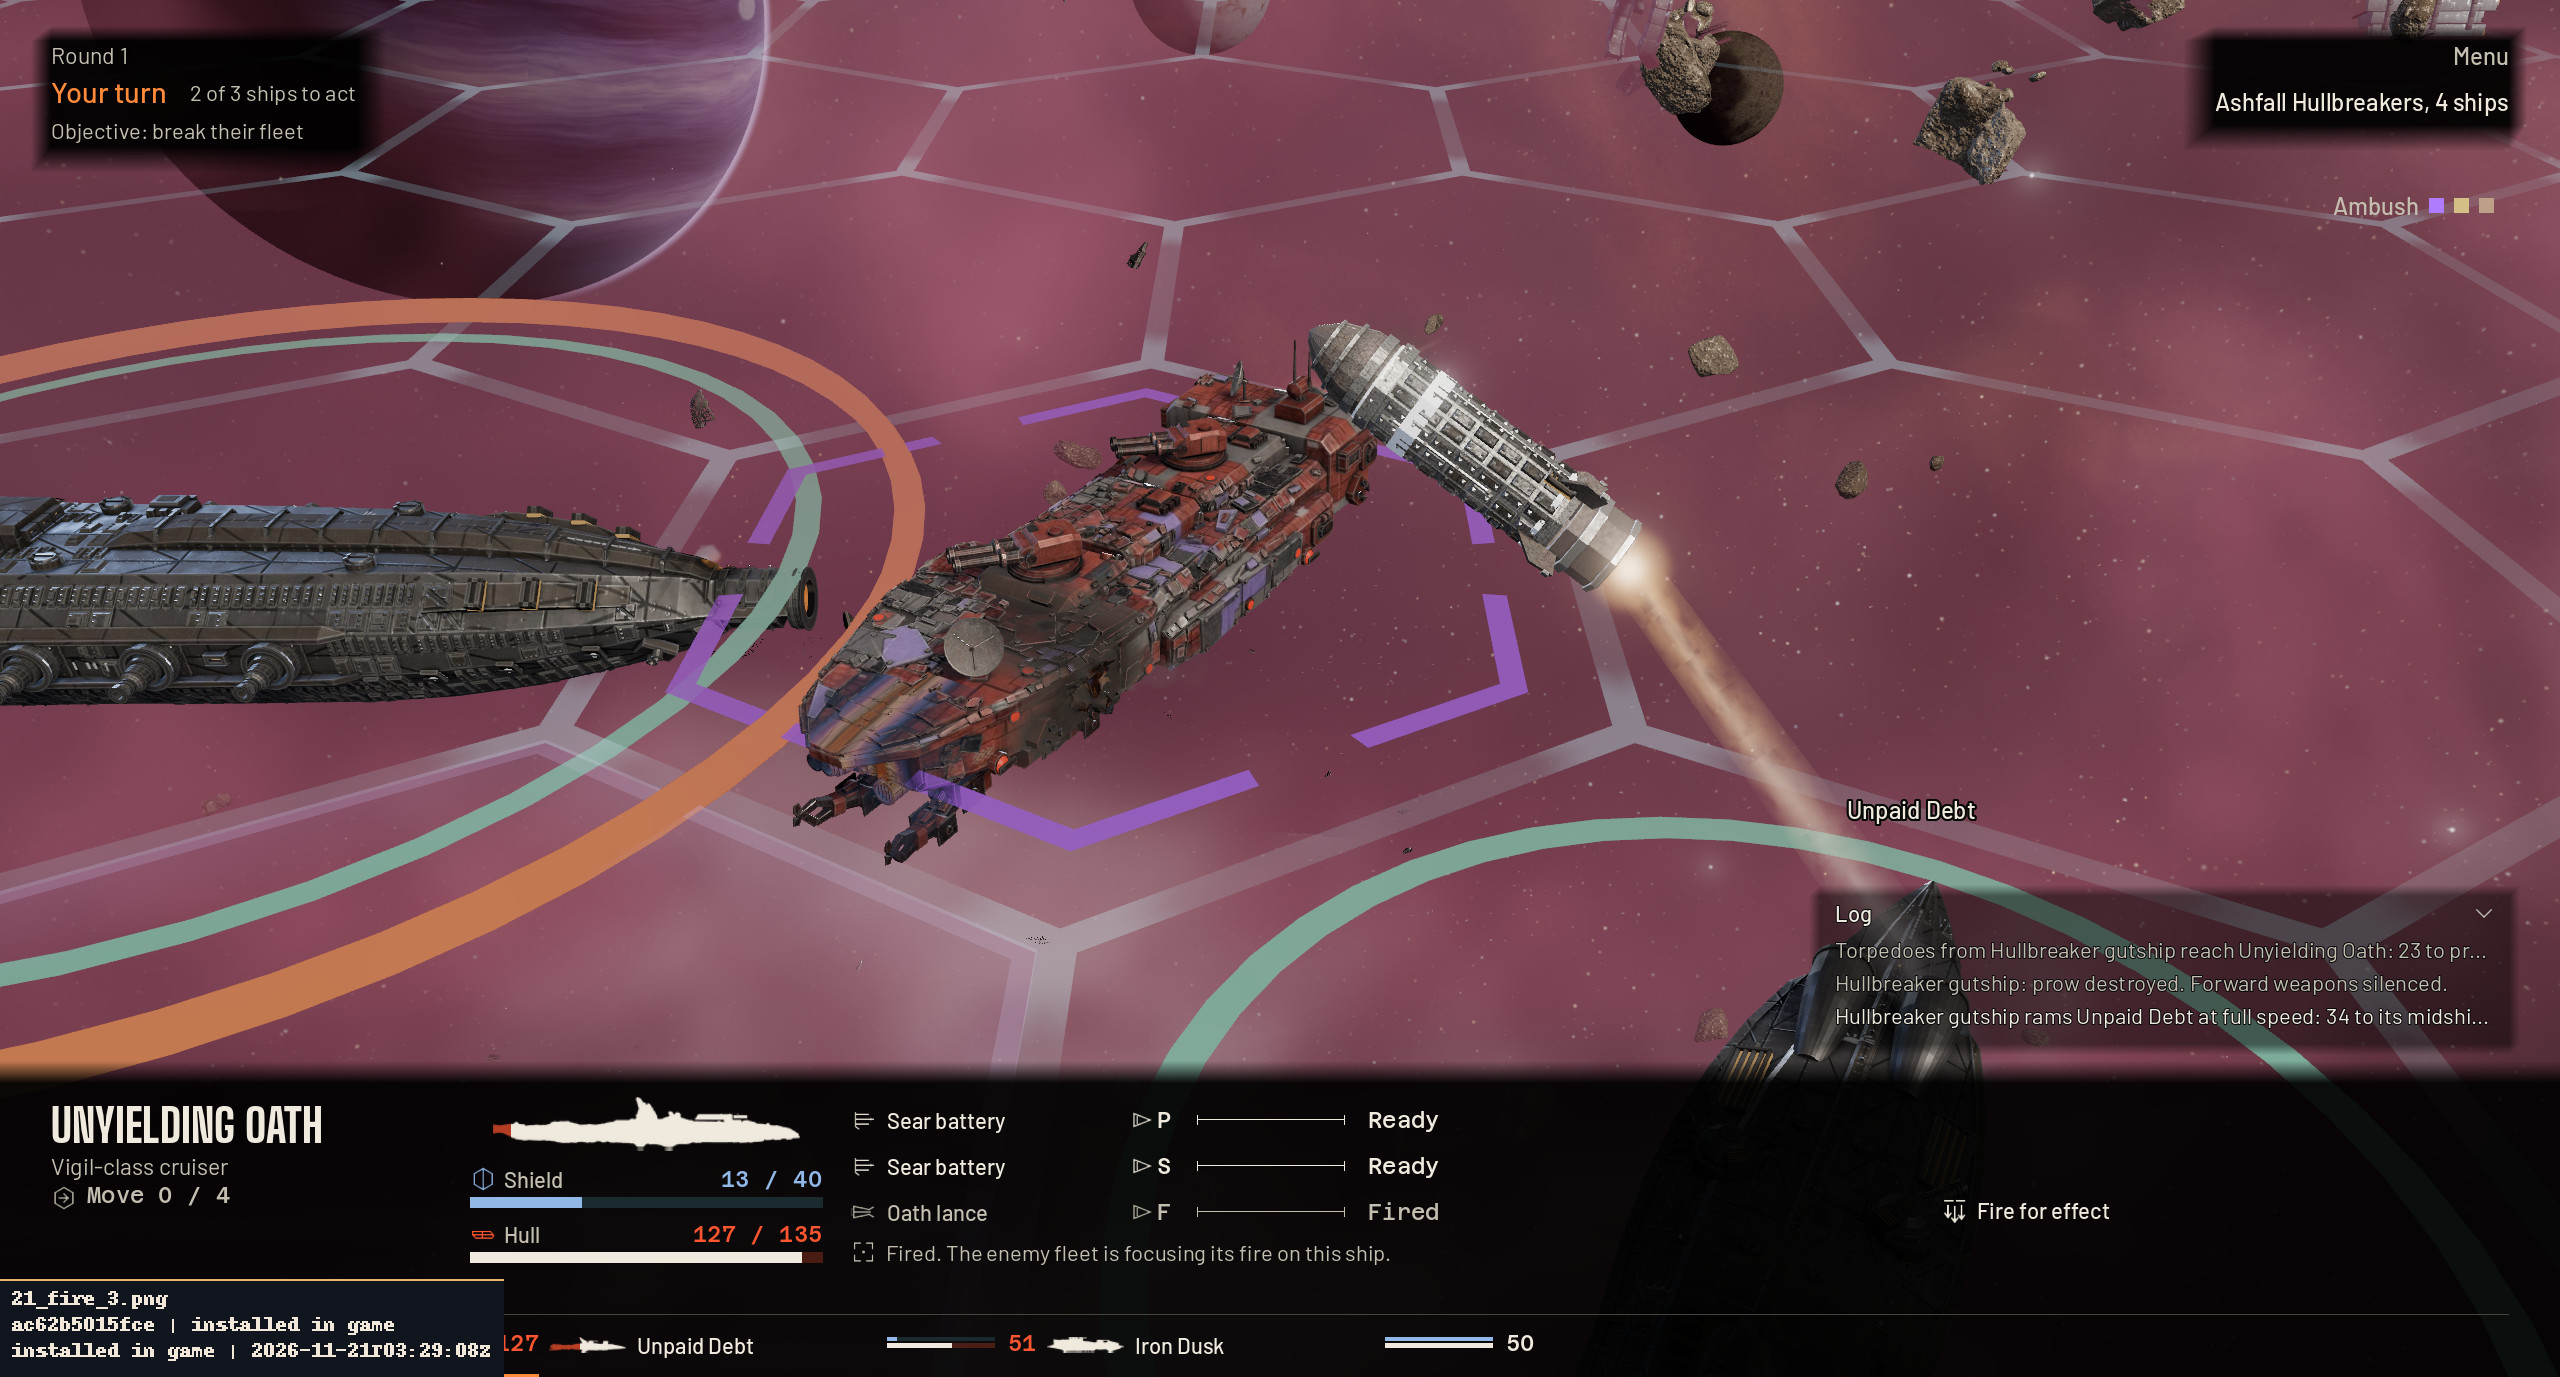 Round 1
Your turn 2 of 3 ships to act
Objective: break their fleet
Menu
Ashfall Hullbreakers, 4 ships
Ambush
Unpaid Debt
Log
Torpedoes from Hullbreaker gutship reach Unyielding Oath: 23 to pr...
Hullbreaker gutship: prow destroyed. Forward weapons silenced.
Hullbreaker gutship rams Unpaid Debt at full speed: 34 to its midshi...
UNYIELDING OATH
Vigil-class cruiser
Move 0 / 4
Shield 13 / 40
Hull 127 / 135
Sear battery P Ready
Sear battery S Ready
Oath lance F Fired
Fired. The enemy fleet is focusing its fire on this ship.
Fire for effect
21_fire_3.png
ac62b5015fce | installed in game
installed in game | 2026-11-21T03:29:08Z
127 Unpaid Debt 51 Iron Dusk 50